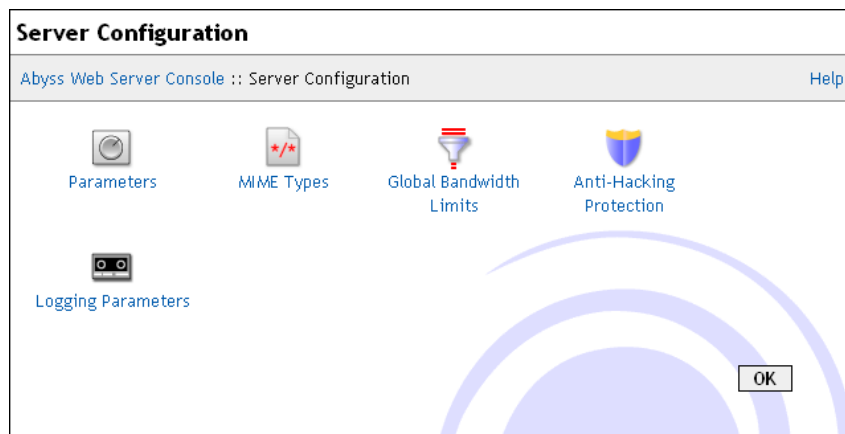 Server Configuration
Abyss Web Server Console :: Server Configuration
Help
*/*
Parameters
MIME Types
Global Bandwidth
Limits
Anti-Hacking
Protection
Logging Parameters
OK